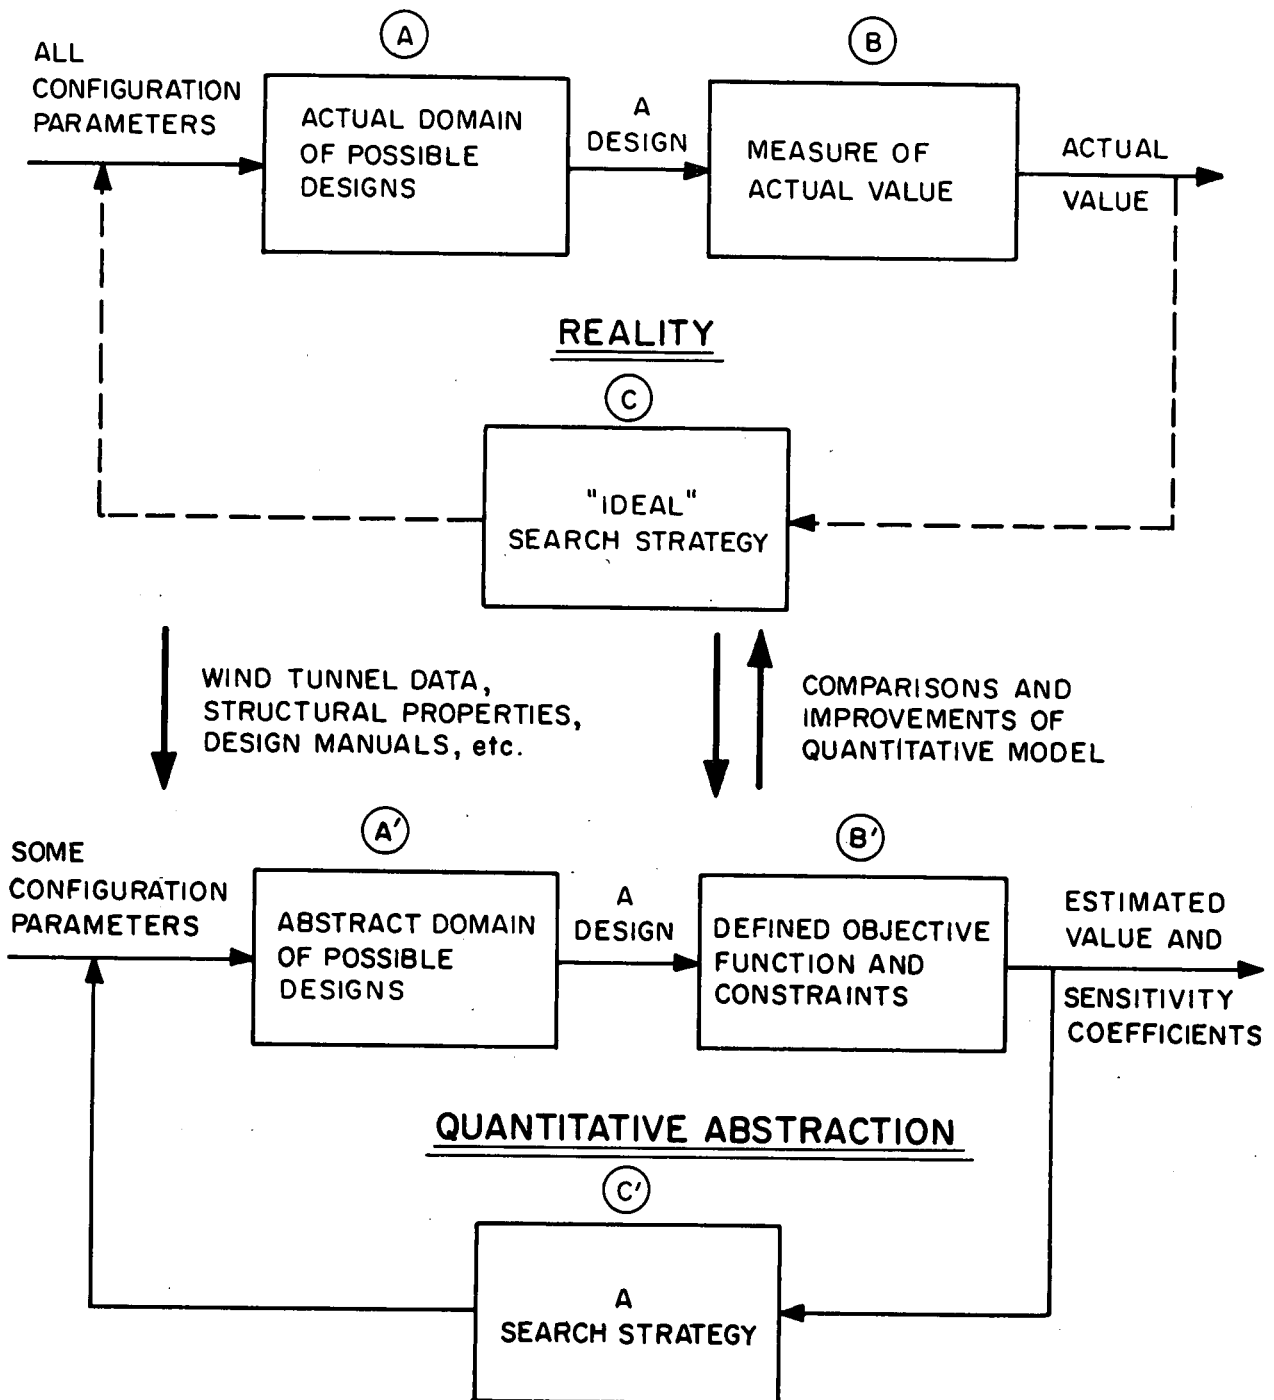 A
B
ALL
CONFIGURATION
PARAMETERS
ACTUAL DOMAIN
OF POSSIBLE
DESIGNS
A
DESIGN
MEASURE OF
ACTUAL VALUE
ACTUAL
VALUE
REALITY
C
"IDEAL"
SEARCH STRATEGY
WIND TUNNEL DATA,
STRUCTURAL PROPERTIES,
DESIGN MANUALS, etc.
COMPARISONS AND
IMPROVEMENTS OF
QUANTITATIVE MODEL
A'
B'
SOME
CONFIGURATION
PARAMETERS
ABSTRACT DOMAIN
OF POSSIBLE
DESIGNS
A
DESIGN
DEFINED OBJECTIVE
FUNCTION AND
CONSTRAINTS
ESTIMATED
VALUE AND
SENSITIVITY
COEFFICIENTS
QUANTITATIVE ABSTRACTION
C'
A
SEARCH STRATEGY